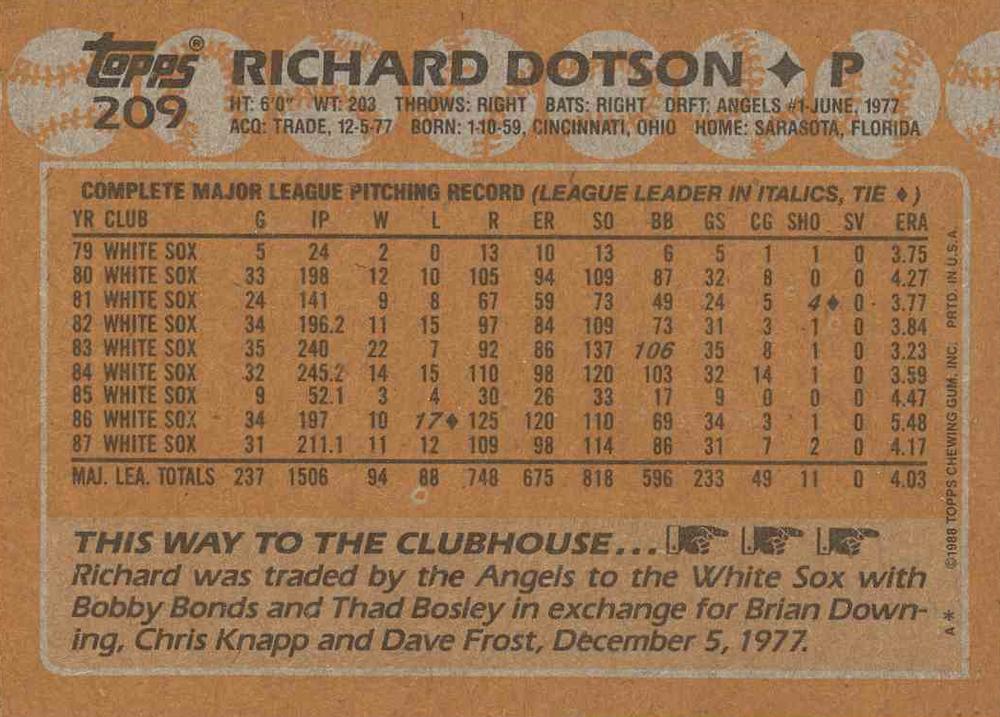 topps® RICHARD DOTSON ✦ P
209
HT: 6'0" WT: 203 THROWS: RIGHT BATS: RIGHT DRFT: ANGELS #1-JUNE, 1977
ACQ: TRADE, 12-5-77 BORN: 1-10-59, CINCINNATI, OHIO HOME: SARASOTA, FLORIDA
COMPLETE MAJOR LEAGUE PITCHING RECORD (LEAGUE LEADER IN ITALICS, TIE ♦)
YR CLUB G IP W L R ER SO BB GS CG SHO SV ERA
79 WHITE SOX 5 24 2 0 13 10 13 6 5 1 1 0 3.75
80 WHITE SOX 33 198 12 10 105 94 109 87 32 8 0 0 4.27
81 WHITE SOX 24 141 9 8 67 59 73 49 24 5 4♦ 0 3.77
82 WHITE SOX 34 196.2 11 15 97 84 109 73 31 3 1 0 3.84
83 WHITE SOX 35 240 22 7 92 86 137 106 35 8 1 0 3.23
84 WHITE SOX 32 245.2 14 15 110 98 120 103 32 14 1 0 3.59
85 WHITE SOX 9 52.1 3 4 30 26 33 17 9 0 0 0 4.47
86 WHITE SOX 34 197 10 17♦ 125 120 110 69 34 3 1 0 5.48
87 WHITE SOX 31 211.1 11 12 109 98 114 86 31 7 2 0 4.17
MAJ. LEA. TOTALS 237 1506 94 88 748 675 818 596 233 49 11 0 4.03
THIS WAY TO THE CLUBHOUSE...
Richard was traded by the Angels to the White Sox with
Bobby Bonds and Thad Bosley in exchange for Brian Down-
ing, Chris Knapp and Dave Frost, December 5, 1977.
A * ©1988 TOPPS CHEWING GUM, INC. PRTD. IN U.S.A.